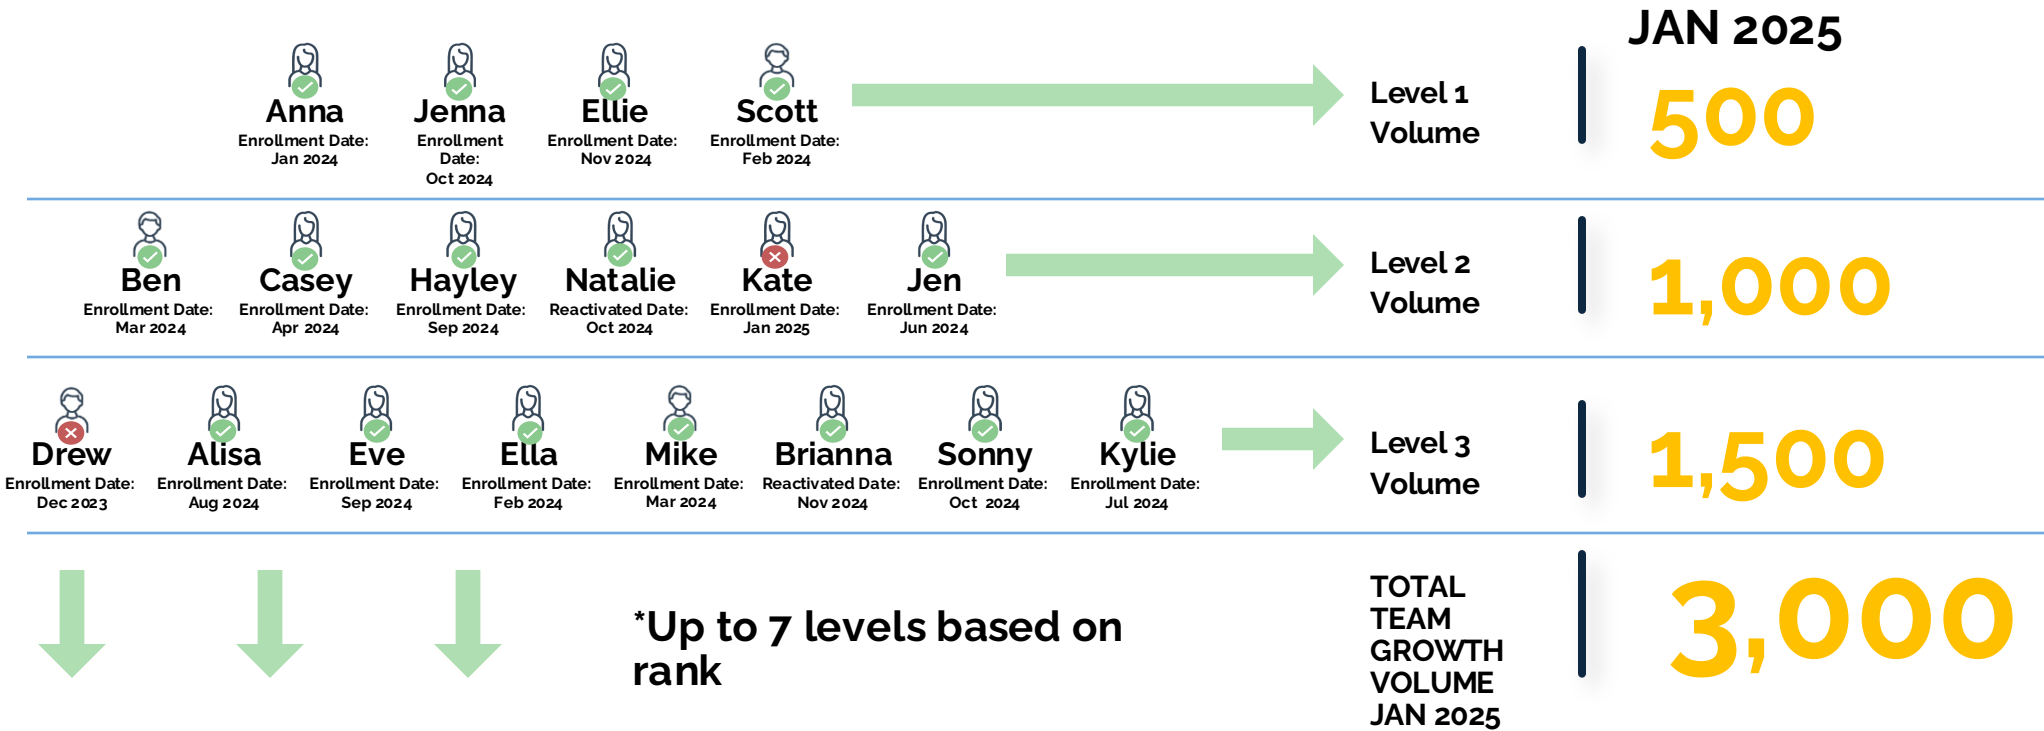 JAN 2025
Anna
Enrollment Date:
Jan 2024
Jenna
Enrollment
Date:
Oct 2024
Ellie
Enrollment Date:
Nov 2024
Scott
Enrollment Date:
Feb 2024
Level 1
Volume
500
Ben
Enrollment Date:
Mar 2024
Casey
Enrollment Date:
Apr 2024
Hayley
Enrollment Date:
Sep 2024
Natalie
Reactivated Date:
Oct 2024
Kate
Enrollment Date:
Jan 2025
Jen
Enrollment Date:
Jun 2024
Level 2
Volume
1,000
Drew
Enrollment Date:
Dec 2023
Alisa
Enrollment Date:
Aug 2024
Eve
Enrollment Date:
Sep 2024
Ella
Enrollment Date:
Feb 2024
Mike
Enrollment Date:
Mar 2024
Brianna
Reactivated Date:
Nov 2024
Sonny
Enrollment Date:
Oct 2024
Kylie
Enrollment Date:
Jul 2024
Level 3
Volume
1,500
*Up to 7 levels based on
rank
TOTAL
TEAM
GROWTH
VOLUME
JAN 2025
3,000